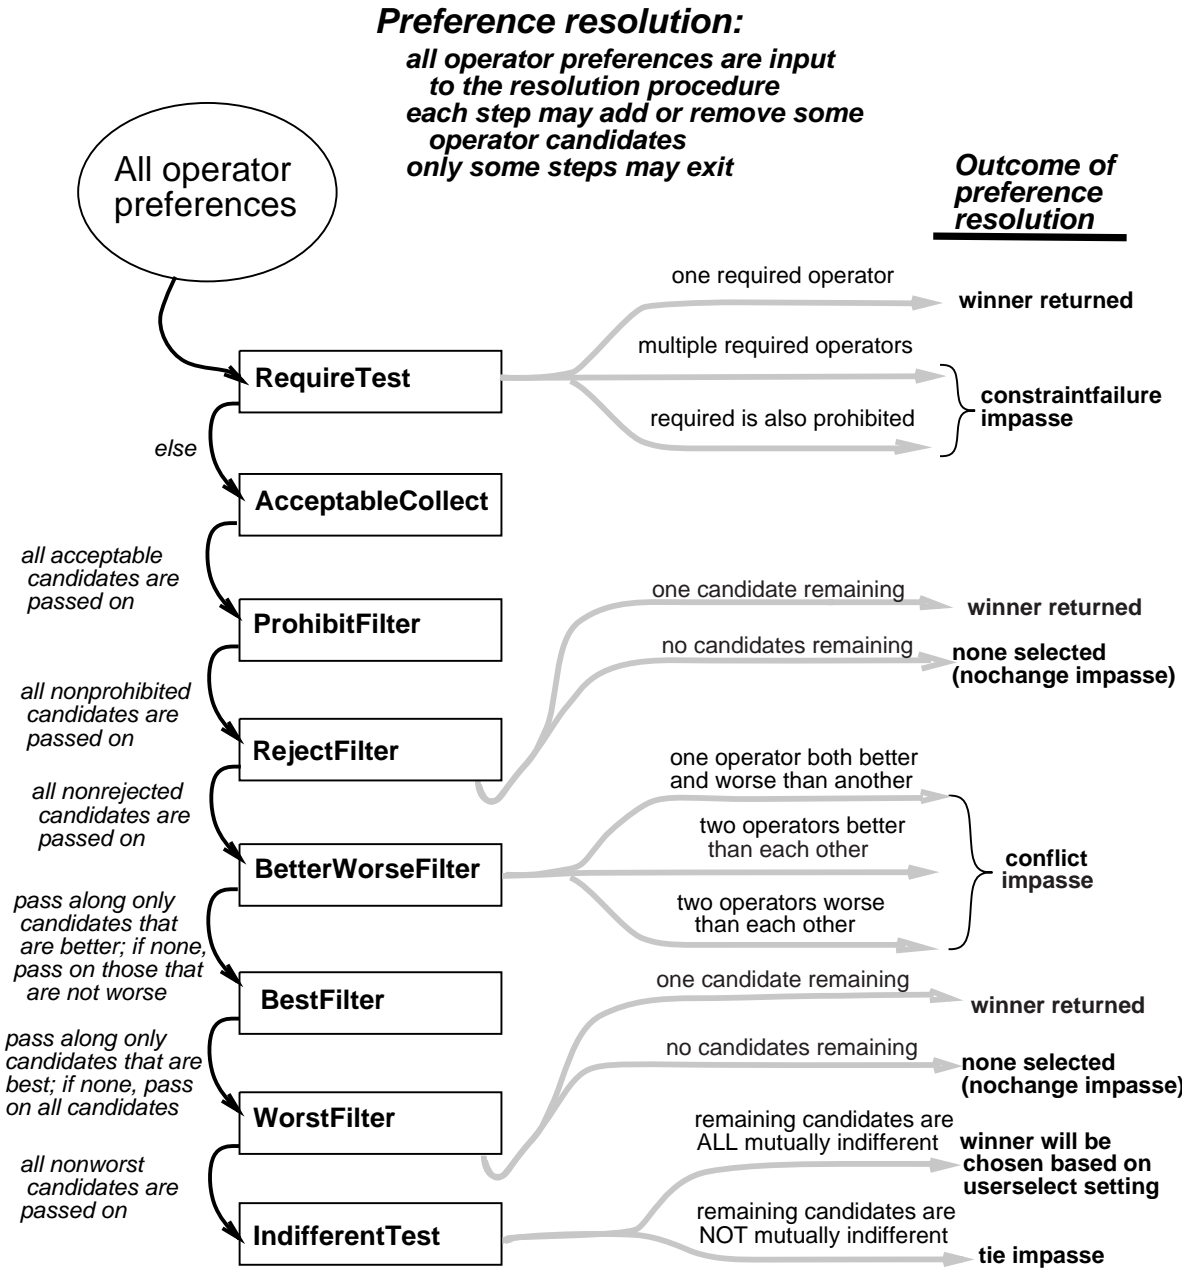 Preference resolution:
all operator preferences are input
to the resolution procedure
each step may add or remove some
operator candidates
only some steps may exit
All operator
preferences
Outcome of
preference
resolution
one required operator
winner returned
RequireTest
multiple required operators
required is also prohibited
constraintfailure
impasse
else
AcceptableCollect
all acceptable
candidates are
passed on
ProhibitFilter
one candidate remaining
winner returned
no candidates remaining
none selected
(nochange impasse)
all nonprohibited
candidates are
passed on
RejectFilter
all nonrejected
candidates are
passed on
one operator both better
and worse than another
BetterWorseFilter
two operators better
than each other
two operators worse
than each other
conflict
impasse
pass along only
candidates that
are better; if none,
pass on those that
are not worse
BestFilter
one candidate remaining
winner returned
no candidates remaining
none selected
(nochange impasse)
pass along only
candidates that are
best; if none, pass
on all candidates
WorstFilter
remaining candidates are
ALL mutually indifferent
winner will be
chosen based on
userselect setting
all nonworst
candidates are
passed on
IndifferentTest
remaining candidates are
NOT mutually indifferent
tie impasse